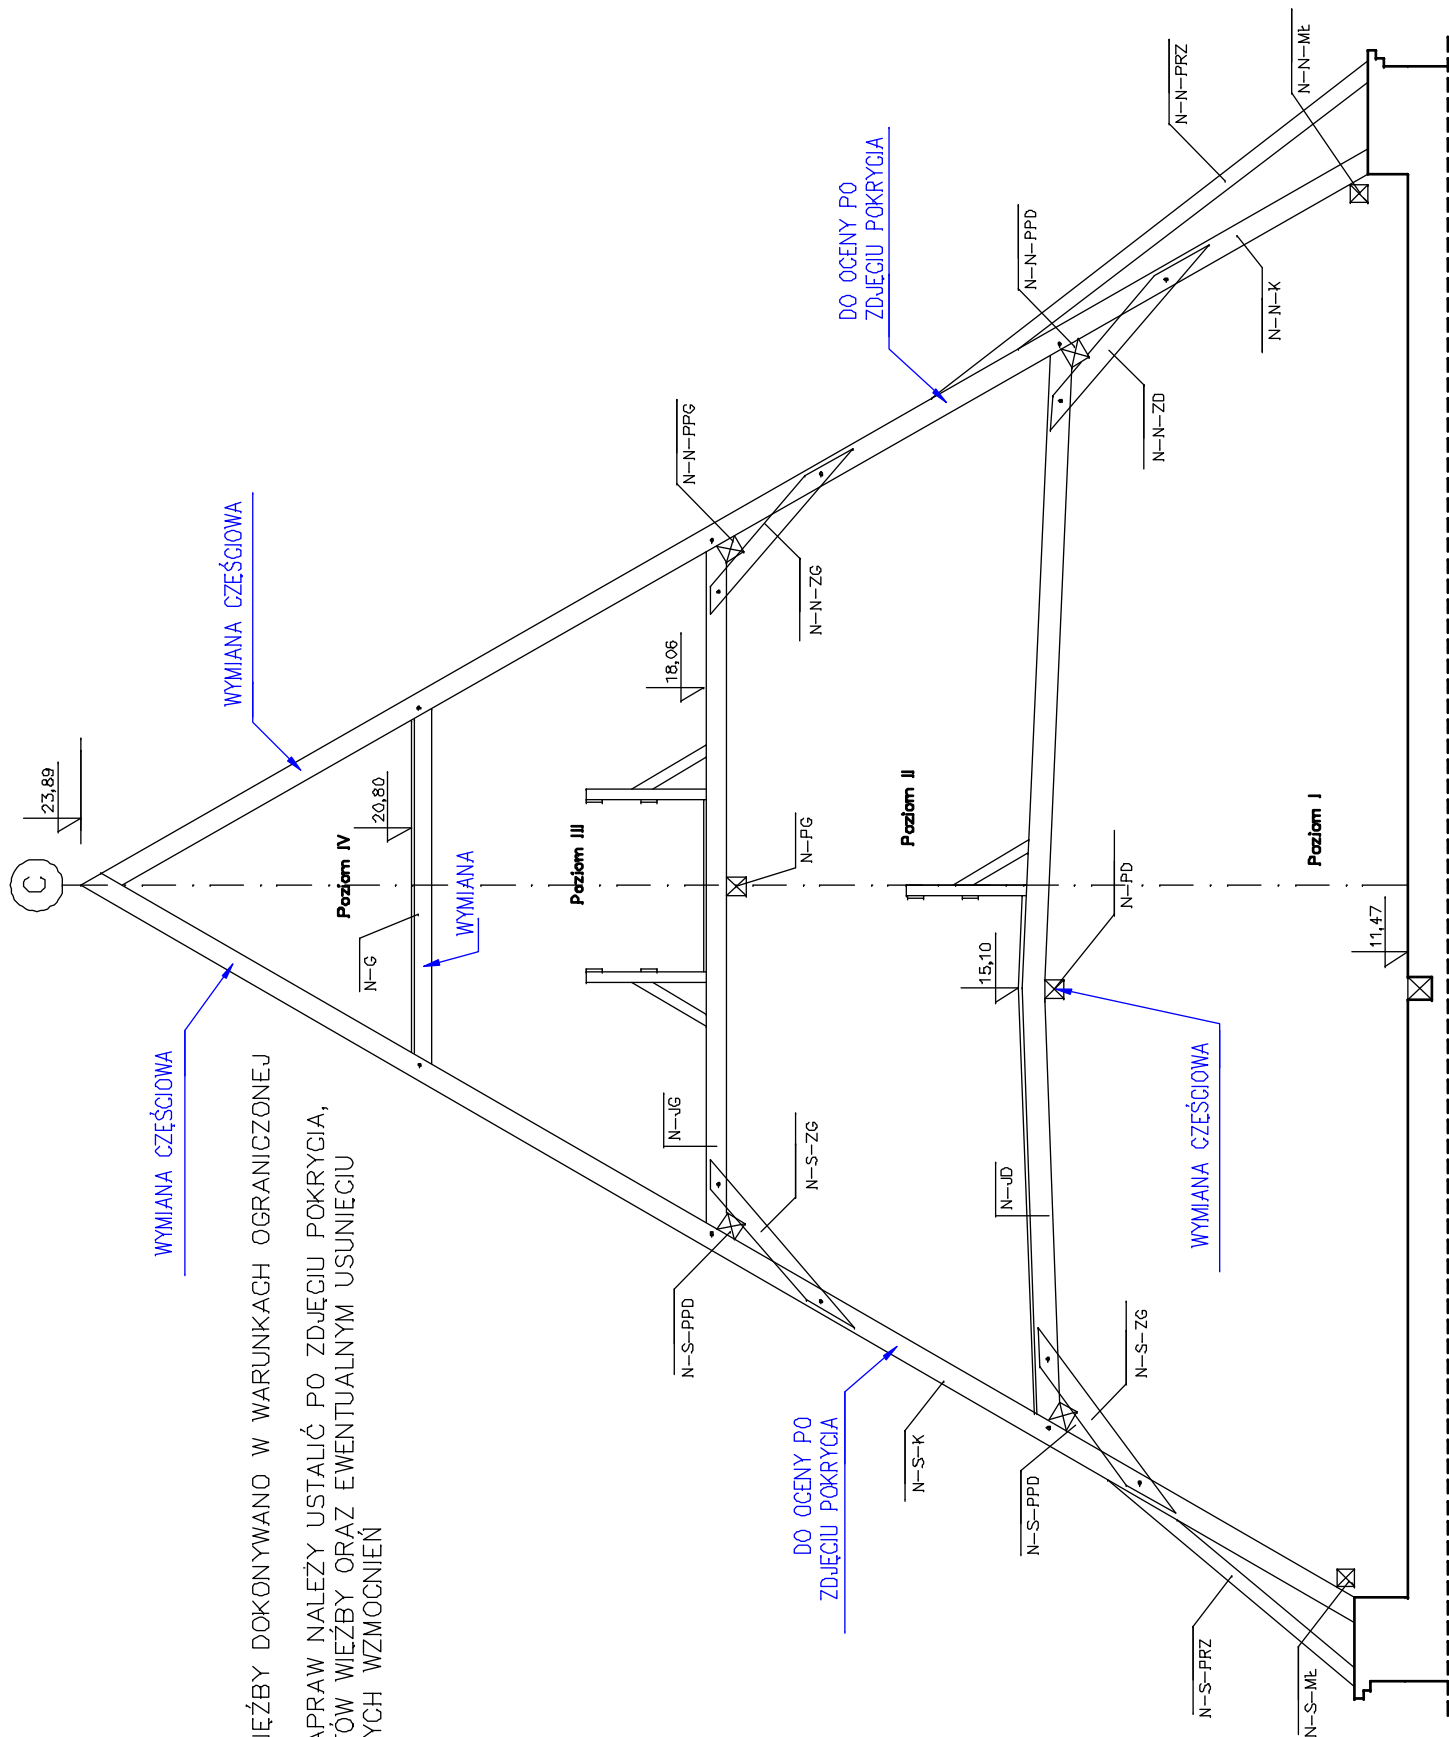 C
23,89
WYMIANA CZĘŚCIOWA
WYMIANA CZĘŚCIOWA
Poziom IV
20,80
N-G
WYMIANA
IĘŹBY DOKONYWANO W WARUNKACH OGRANICZONEJ
APRAW NALEŻY USTALIĆ PO ZDJĘCIU POKRYCIA,
TÓW WIĘŹBY ORAZ EWENTUALNYM USUNIĘCIU
YCH WZMOCNIEŃ
Poziom III
18,06
N-N-PPG
N-JG
N-PG
N-N-ZG
N-S-ZG
N-S-PPD
DO OCENY PO
ZDJĘCIU POKRYCIA
DO OCENY PO
ZDJĘCIU POKRYCIA
N-S-K
Poziom II
15,10
N-JD
N-N-PPD
N-S-PPD
N-PD
N-N-ZD
N-S-ZG
N-N-PRZ
WYMIANA CZĘŚCIOWA
N-S-PRZ
N-N-K
N-N-MŁ
N-S-MŁ
Poziom I
11,47